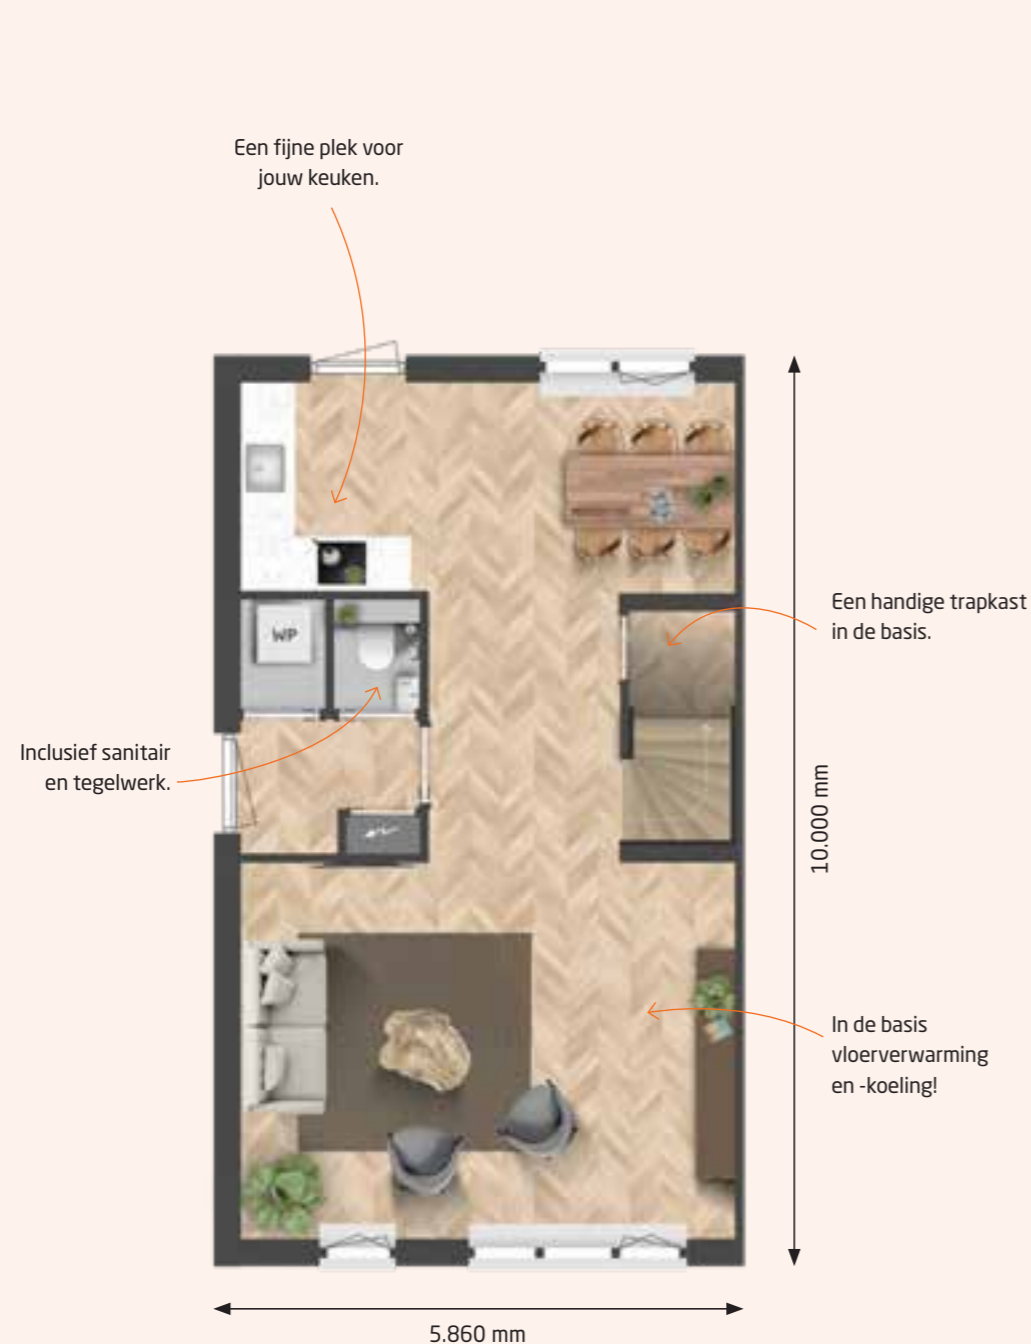 Een fijne plek voor
jouw keuken.
Een handige trapkast
in de basis.
WP
Inclusief sanitair
en tegelwerk.
10.000 mm
In de basis
vloerverwarming
en -koeling!
5.860 mm